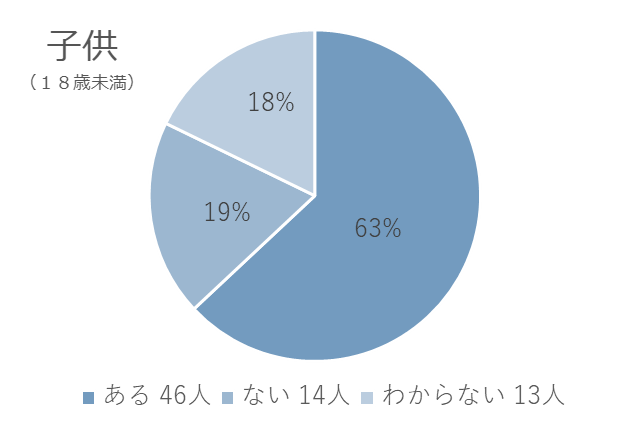 子供
（１８歳未満）
18%
19%
63%
ある 46人 ない 14人 わからない 13人